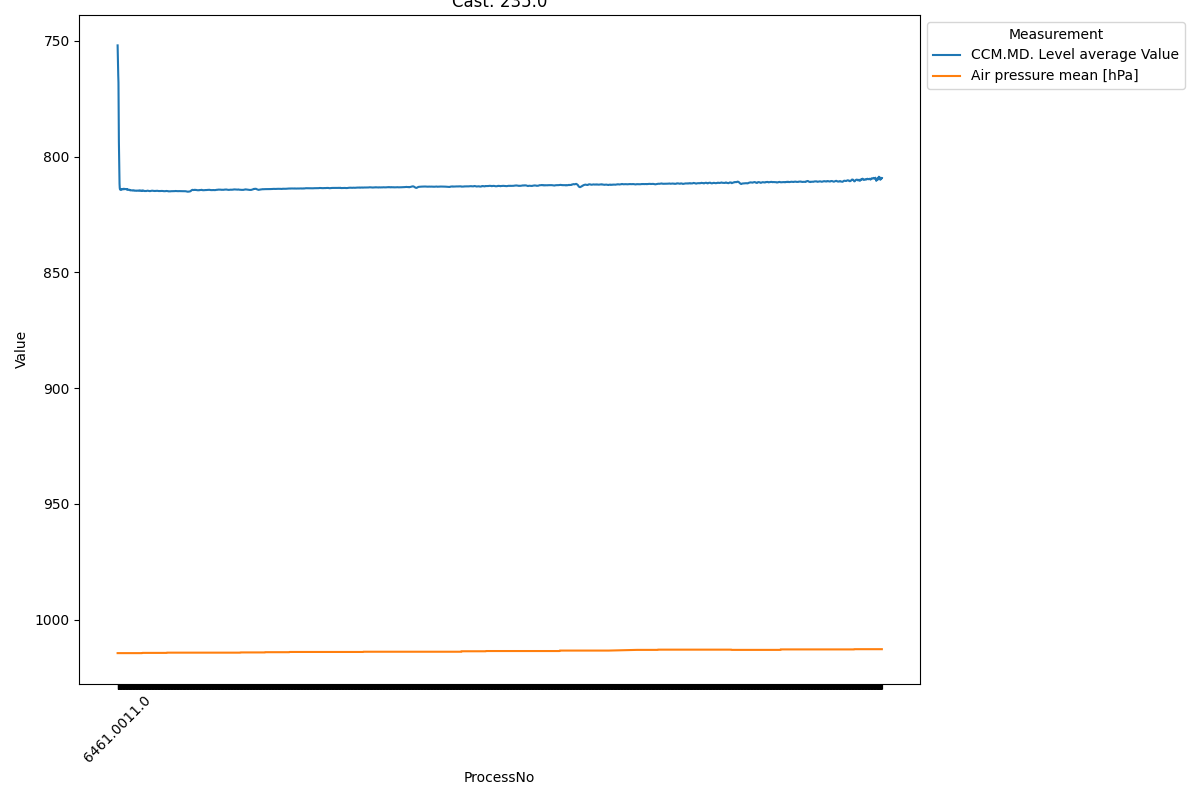 Cast: 235.0
Measurement
CCM.MD. Level average Value
Air pressure mean [hPa]
750
800
850
900
950
1000
Value
6461.0011.0
ProcessNo